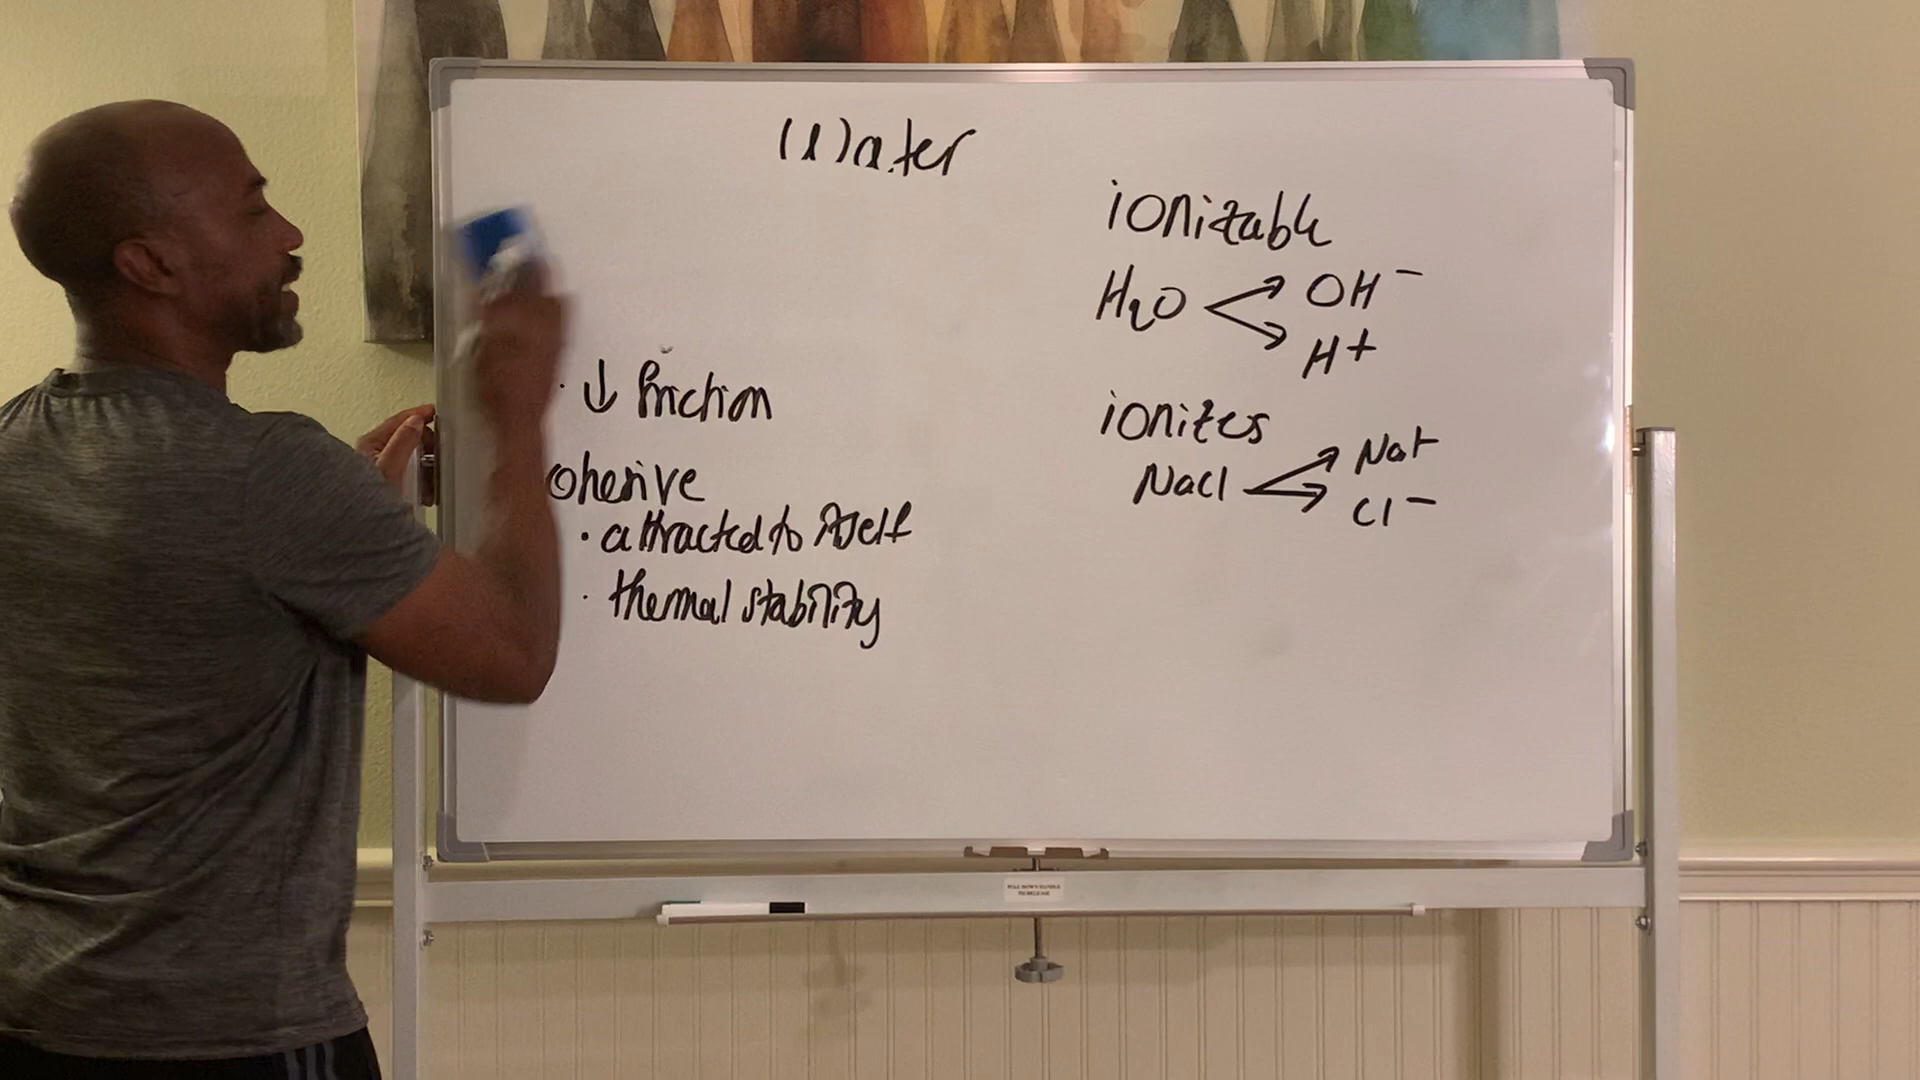 Water
↓ friction
ohesive
· attracted to itself
· thermal stability
ionizable
H2O OH⁻
H+
ionizes
NaCl Na+
Cl⁻